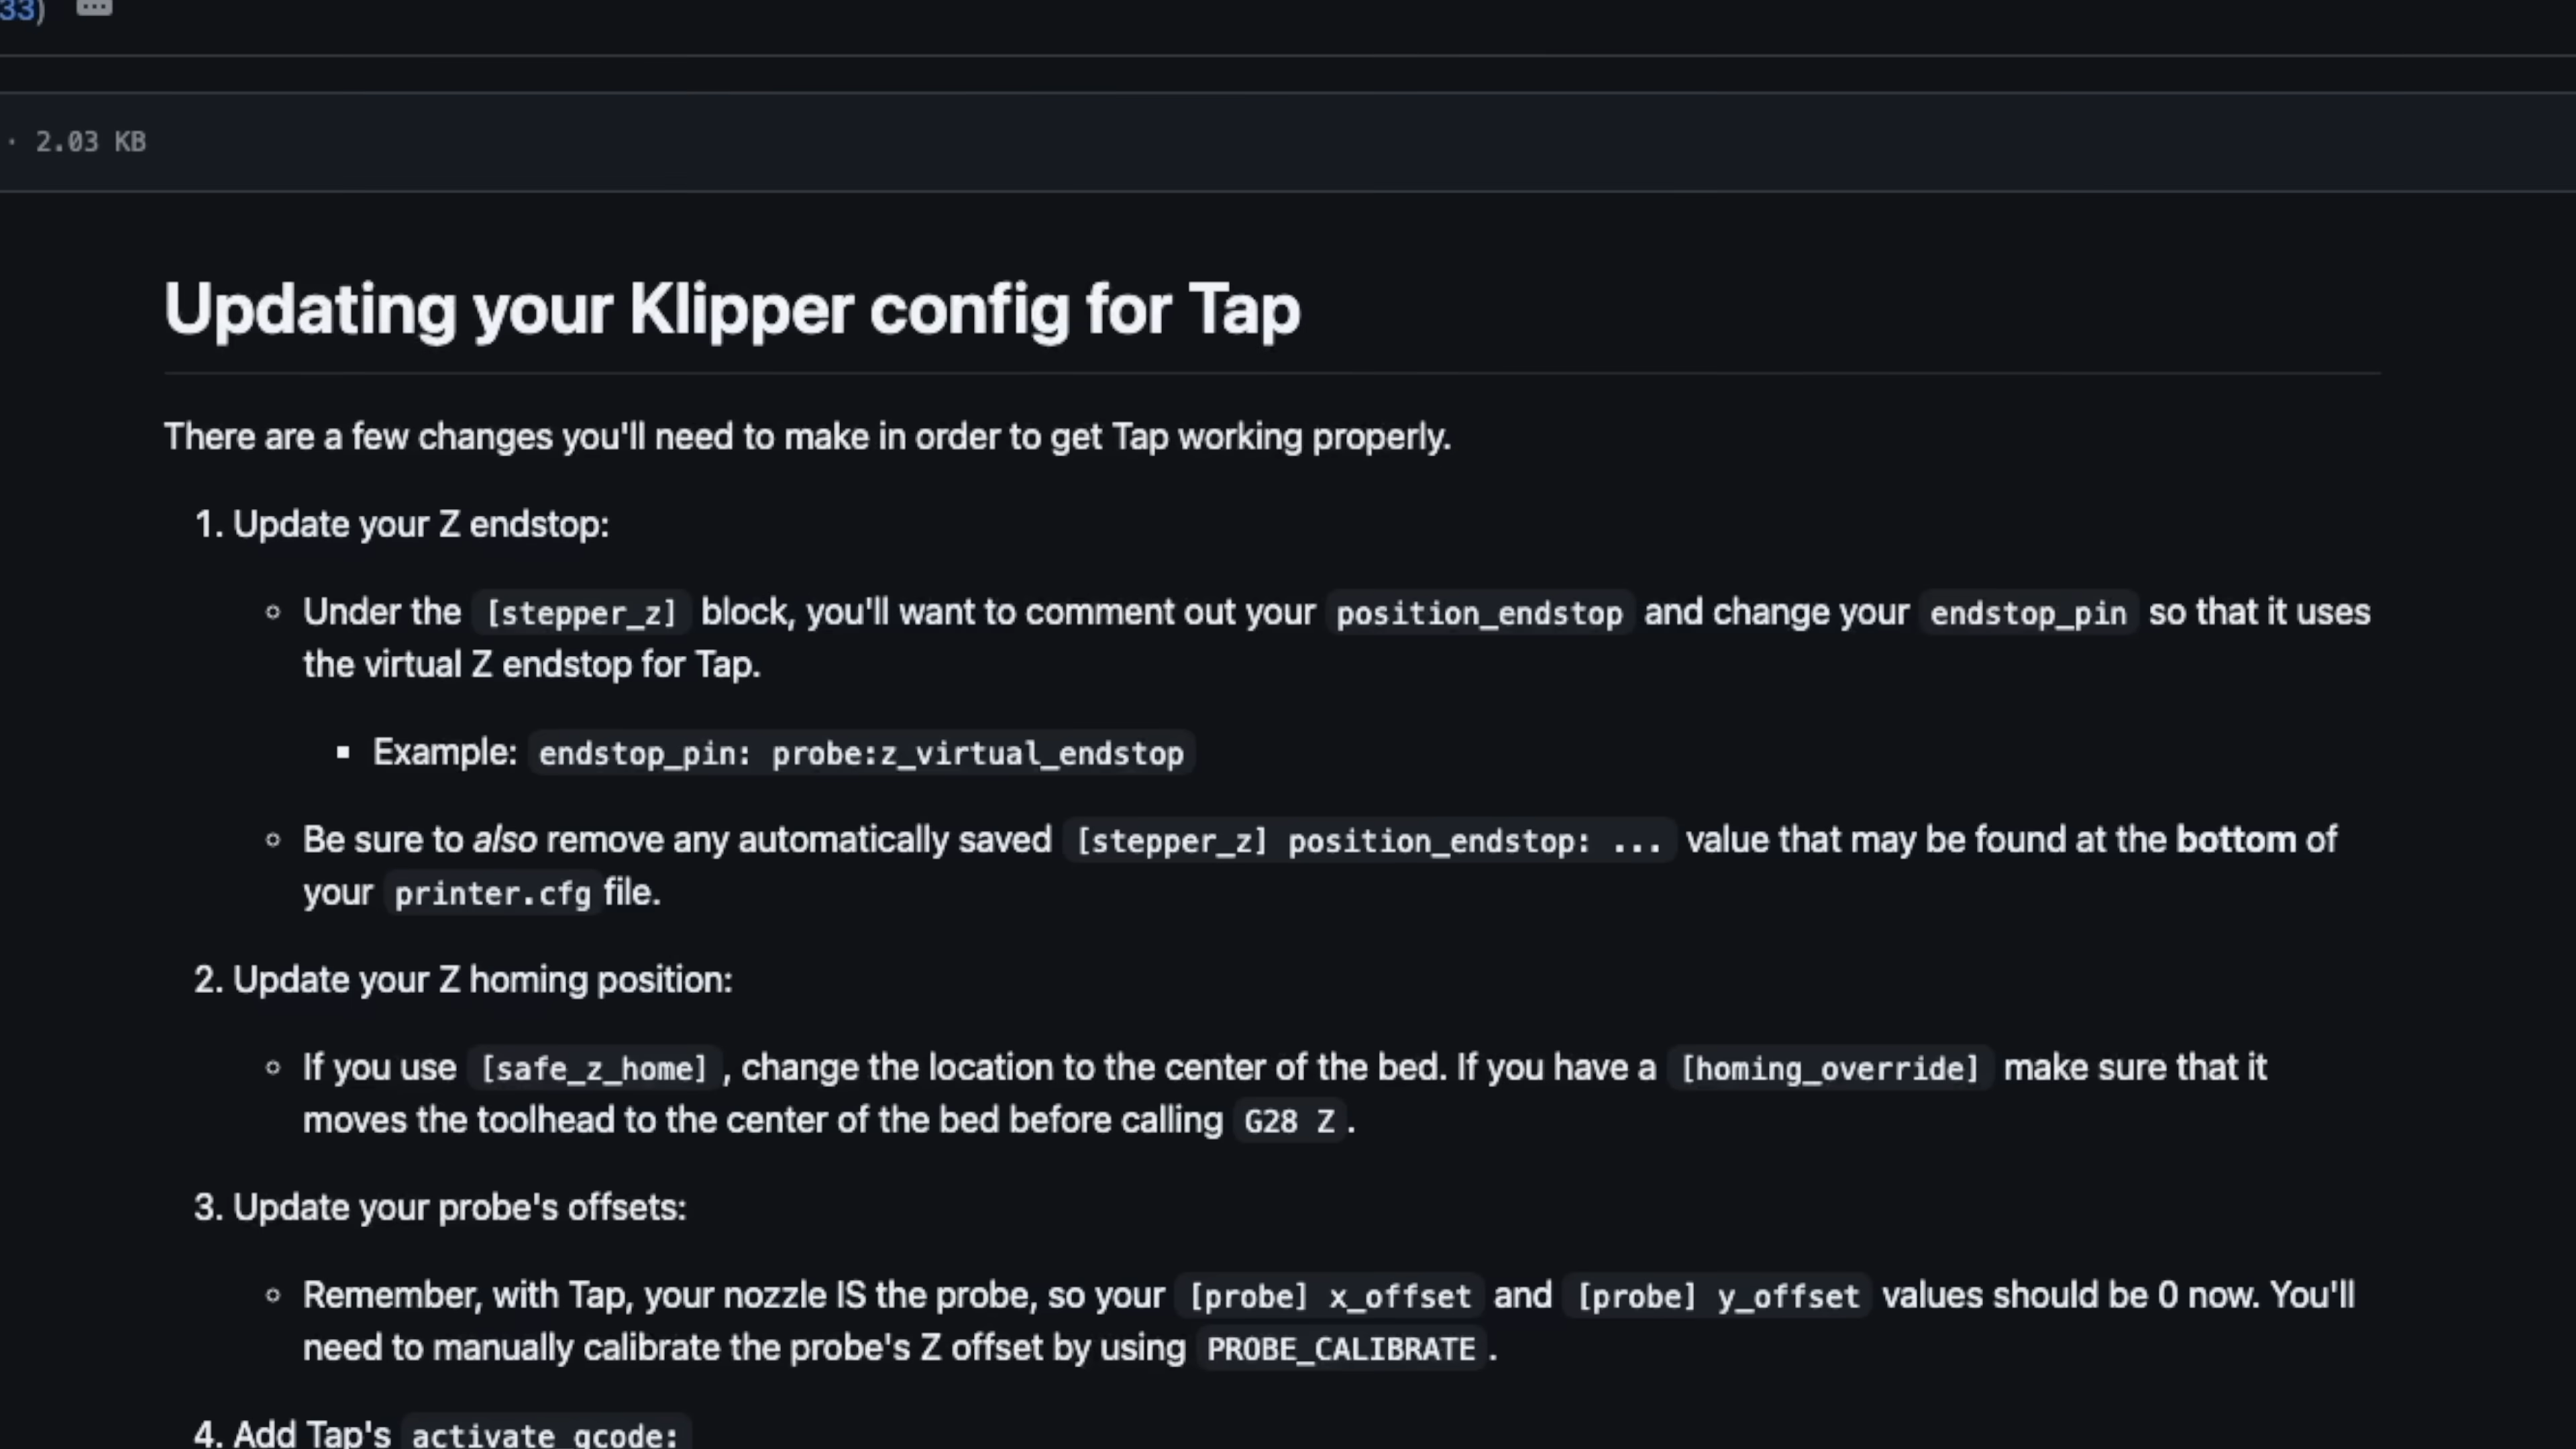 33)
· 2.03 KB
Updating your Klipper config for Tap
There are a few changes you'll need to make in order to get Tap working properly.
1. Update your Z endstop:
Under the [stepper_z] block, you'll want to comment out your position_endstop and change your endstop_pin so that it uses
the virtual Z endstop for Tap.
Example: endstop_pin: probe:z_virtual_endstop
Be sure to also remove any automatically saved [stepper_z] position_endstop: ... value that may be found at the bottom of
your printer.cfg file.
2. Update your Z homing position:
If you use [safe_z_home] , change the location to the center of the bed. If you have a [homing_override] make sure that it
moves the toolhead to the center of the bed before calling G28 Z .
3. Update your probe's offsets:
Remember, with Tap, your nozzle IS the probe, so your [probe] x_offset and [probe] y_offset values should be 0 now. You'll
need to manually calibrate the probe's Z offset by using PROBE_CALIBRATE .
4. Add Tap's activate_gcode: